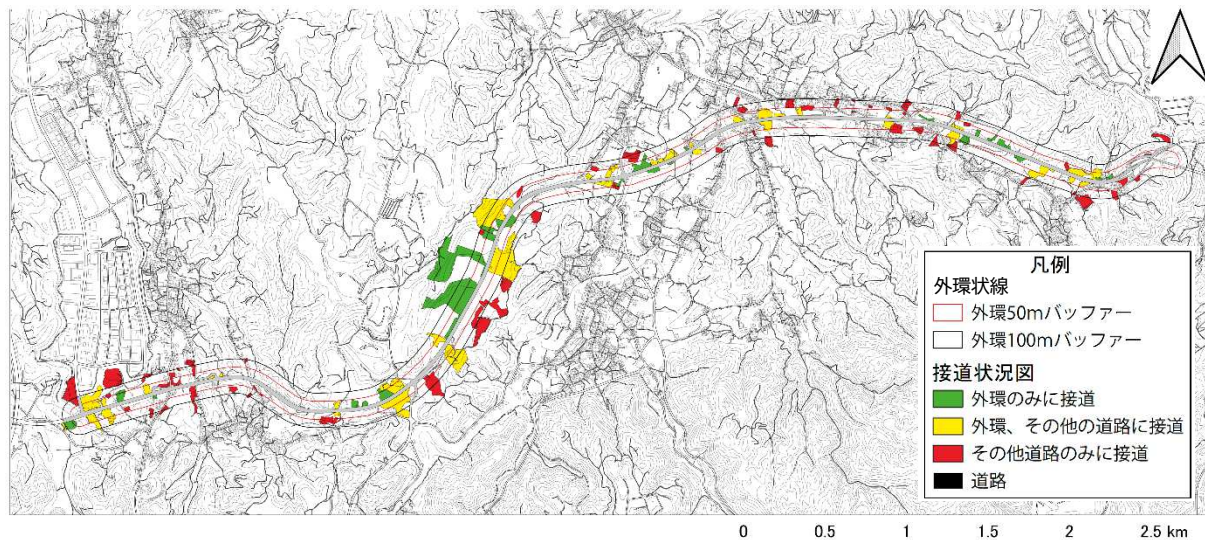 凡例
外環状線
外環50mバッファー
外環100mバッファー
接道状況図
外環のみに接道
外環、その他の道路に接道
その他道路のみに接道
道路
0 0.5 1 1.5 2 2.5 km